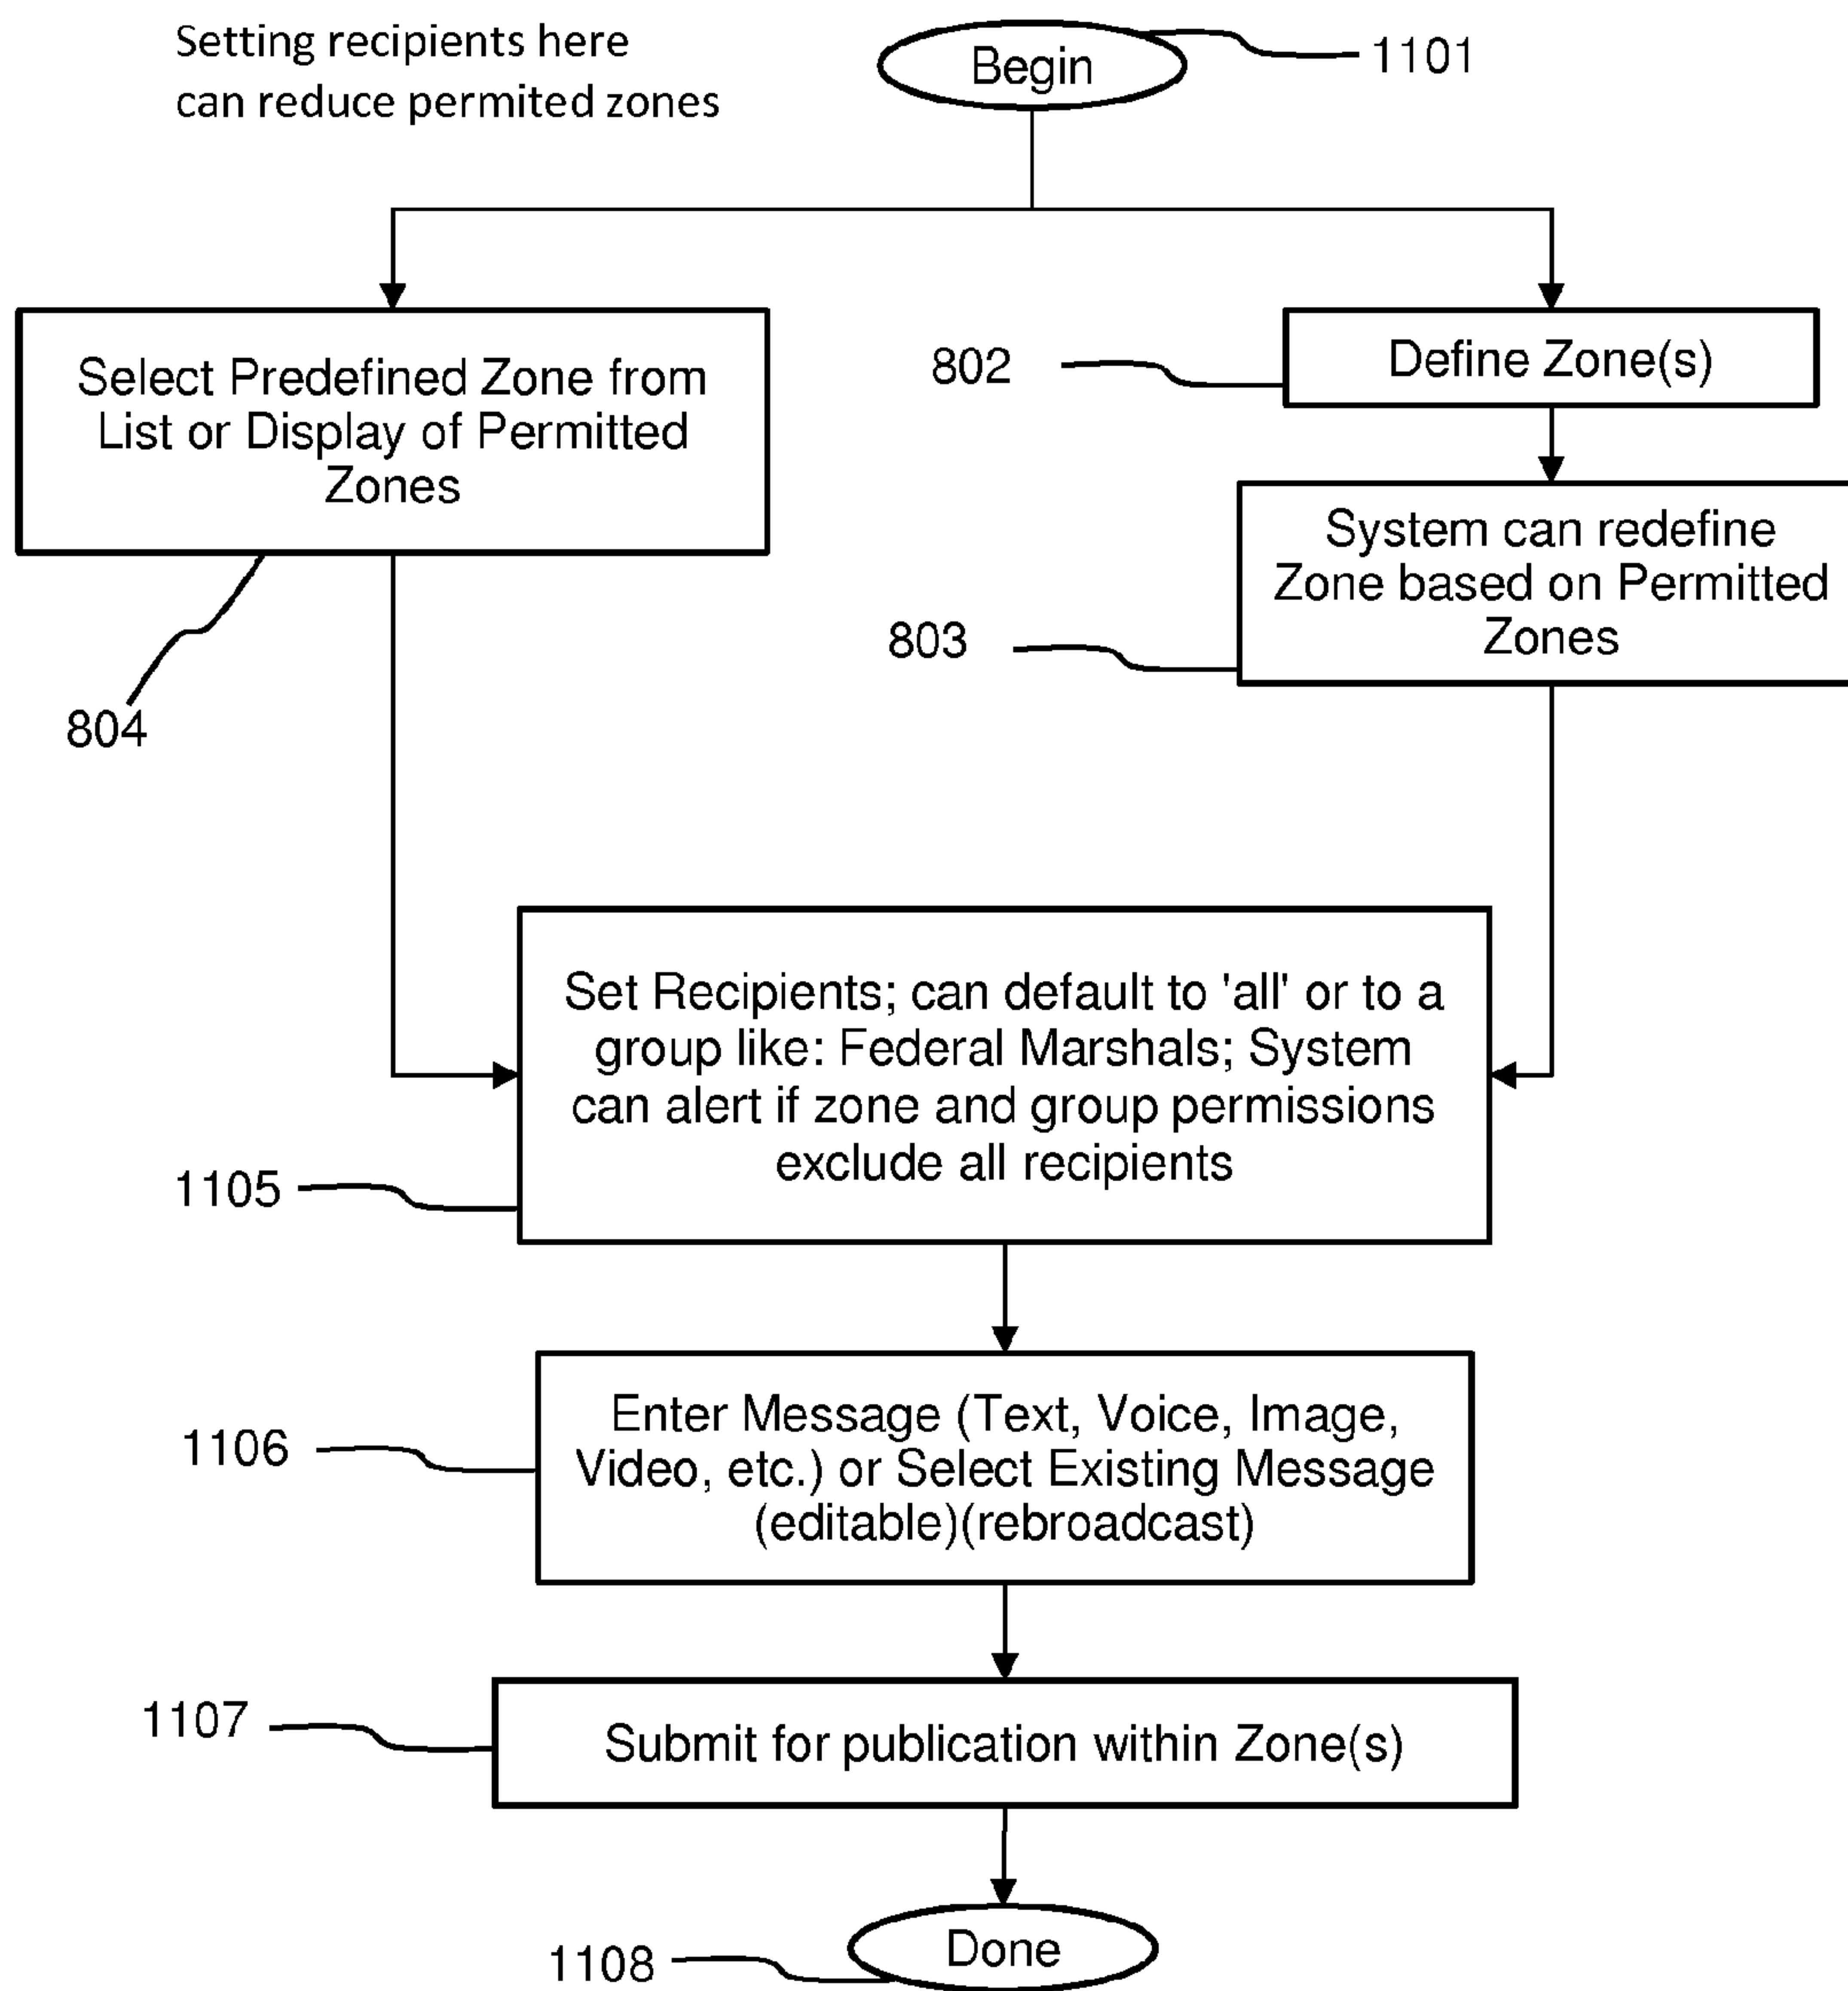 Setting recipients here
can reduce permited zones
Begin
1101
Select Predefined Zone from
List or Display of Permitted
Zones
804
802
Define Zone(s)
System can redefine
Zone based on Permitted
Zones
803
Set Recipients; can default to 'all' or to a
group like: Federal Marshals; System
can alert if zone and group permissions
exclude all recipients
1105
Enter Message (Text, Voice, Image,
Video, etc.) or Select Existing Message
(editable)(rebroadcast)
1106
1107
Submit for publication within Zone(s)
Done
1108